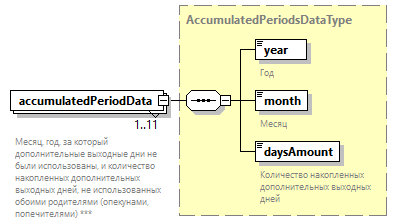 AccumulatedPeriodsDataType
year
Год
accumulatedPeriodData
month
1..11
Месяц
Месяц, год, за который
дополнительные выходные дни не
были использованы, и количество
накопленных дополнительных
выходных дней, не использованных
обоими родителями (опекунами,
попечителями) ***
daysAmount
Количество накопленных
дополнительных выходных
дней